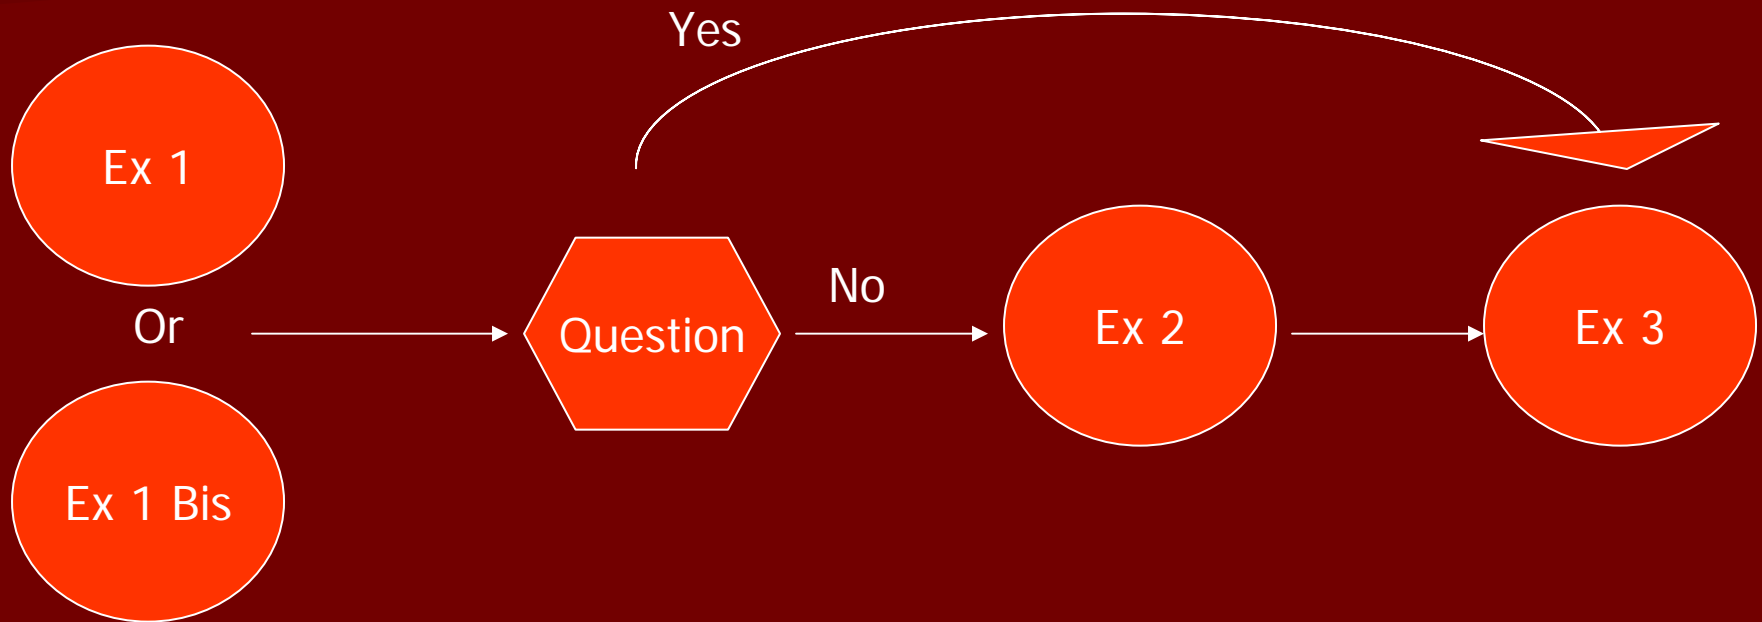 Yes
Ex 1
Or
Ex 1 Bis
Question
No
Ex 2
Ex 3